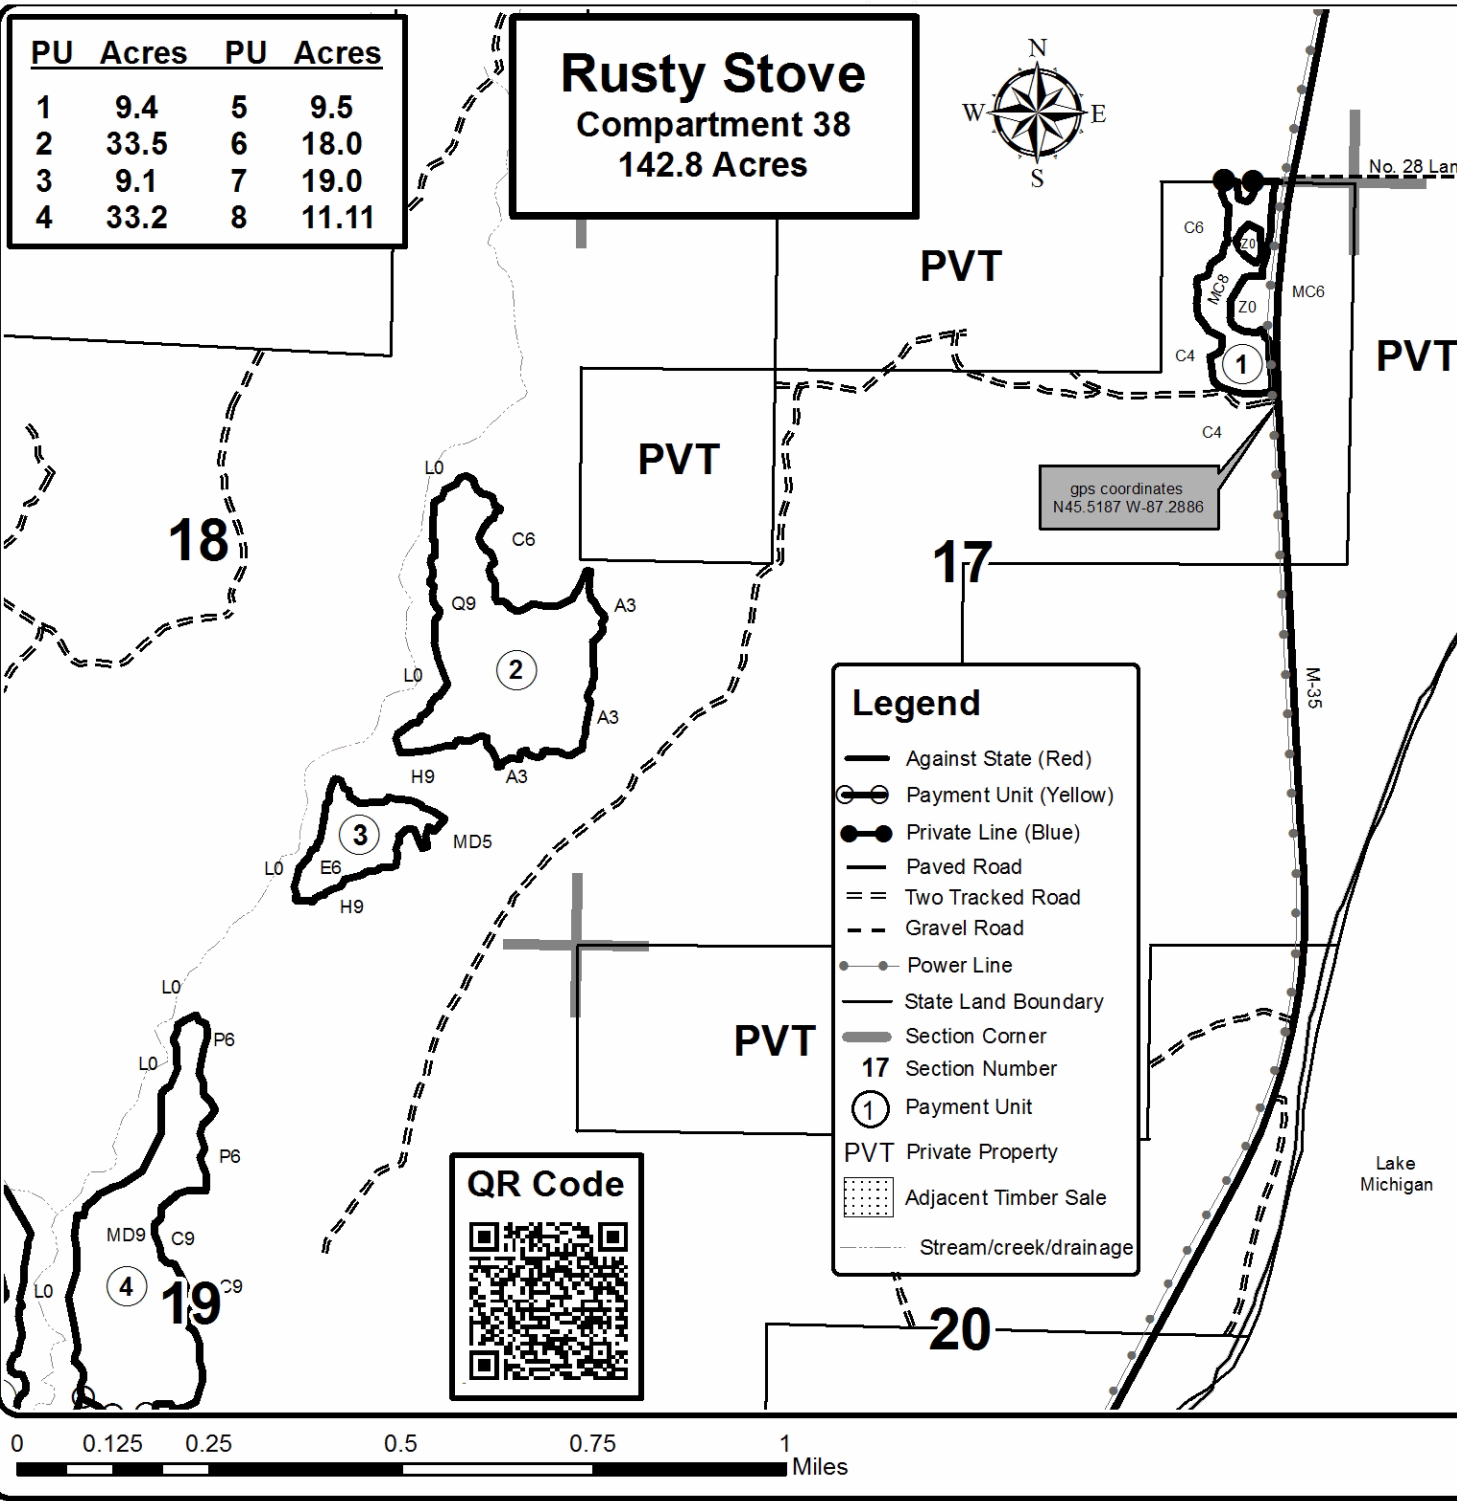 PU Acres PU Acres
1 9.4 5 9.5
2 33.5 6 18.0
3 9.1 7 19.0
4 33.2 8 11.11
Rusty Stove
Compartment 38
142.8 Acres
N
W E
S
No. 28 Lan
C6
Z0
PVT
MC8
Z0
MC6
C4
1
PVT
C4
PVT
L0
gps coordinates
N45.5187 W-87.2886
18
C6
17
Q9
A3
L0
2
M-35
A3
H9
A3
3
MD5
L0
E6
H9
L0
P6
L0
PVT
P6
MD9
C9
L0
4
19
C9
Legend
Against State (Red)
Payment Unit (Yellow)
Private Line (Blue)
Paved Road
Two Tracked Road
Gravel Road
Power Line
State Land Boundary
Section Corner
17 Section Number
1 Payment Unit
PVT Private Property
Adjacent Timber Sale
Stream/creek/drainage
Lake
Michigan
QR Code
20
0 0.125 0.25 0.5 0.75 1
Miles